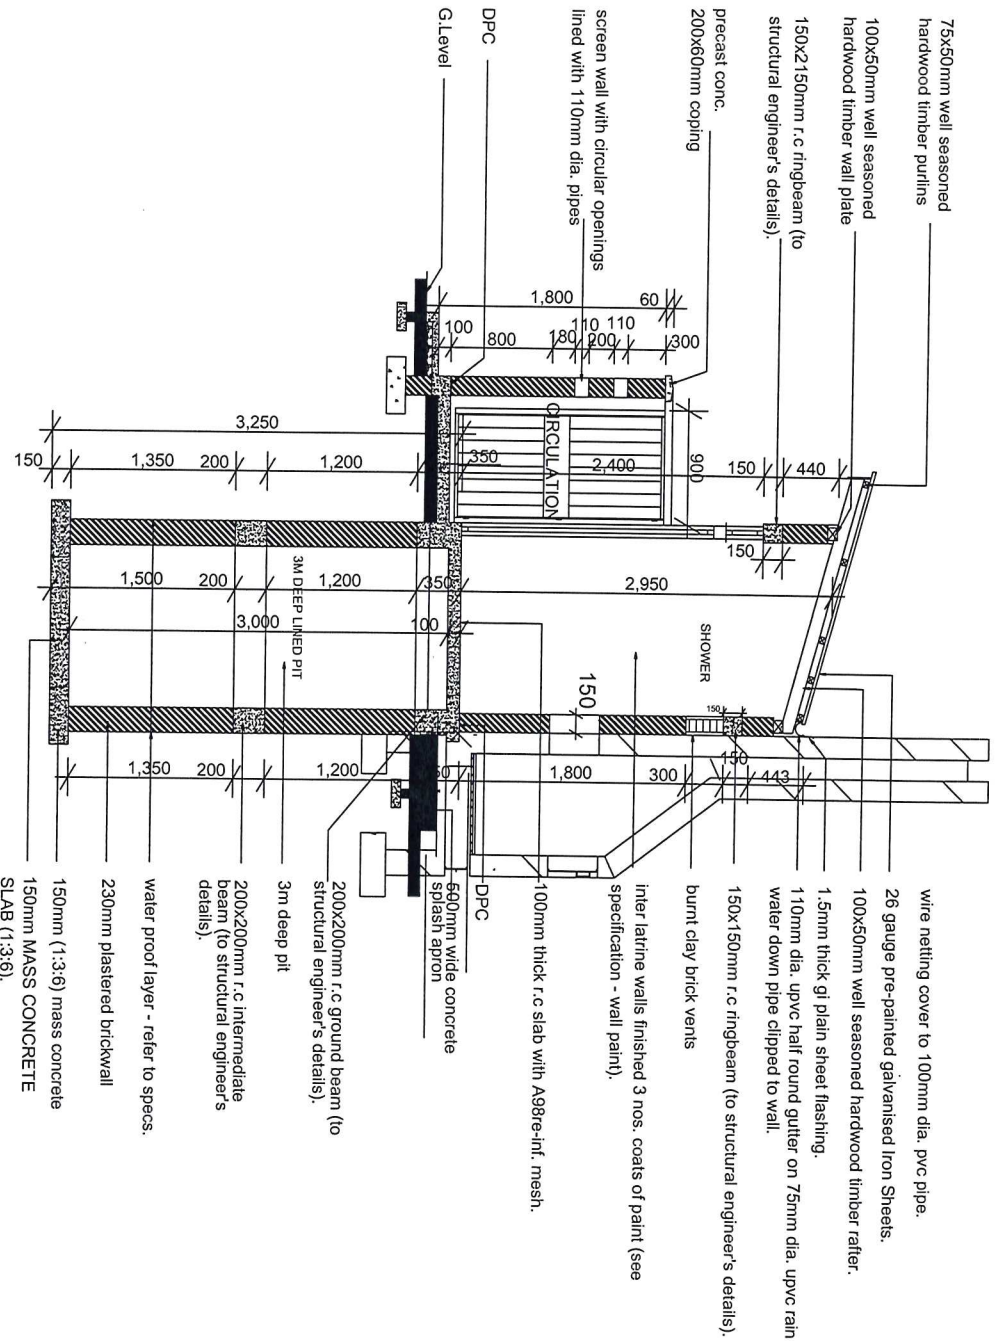 75x50mm well seasoned
hardwood timber purlins
100x50mm well seasoned
hardwood timber wall plate
150x2150mm r.c ringbeam (to
structural engineer's details).
precast conc.
200x60mm coping
screen wall with circular openings
lined with 110mm dia. pipes
DPC
G.Level
wire netting cover to 100mm dia. pvc pipe.
26 gauge pre-painted galvanised Iron Sheets.
100x50mm well seasoned hardwood timber rafter.
1.5mm thick gi plain sheet flashing.
110mm dia. upvc half round gutter on 75mm dia. upvc rain
water down pipe clipped to wall.
150x150mm r.c ringbeam (to structural engineer's details).
burnt clay brick vents
inter latrine walls finished 3 nos. coats of paint (see
specification - wall paint).
100mm thick r.c slab with A98re-inf. mesh.
DPC
600mm wide concrete
splash apron
200x200mm r.c ground beam (to
structural engineer's details).
3m deep pit
200x200mm r.c intermediate
beam (to structural engineer's
details).
water proof layer - refer to specs.
230mm plastered brickwall
150mm (1:3:6) mass concrete
150mm MASS CONCRETE
SLAB (1:3:6).
1,800
60
100
800
180
110
200
110
300
CIRCULATION
900
3,250
150
1,350
200
1,200
350
2,400
150
440
150
1,500
200
1,200
350
2,950
3,000
100
3M DEEP LINED PIT
SHOWER
150
150
1,350
200
1,200
1,800
300
150
443